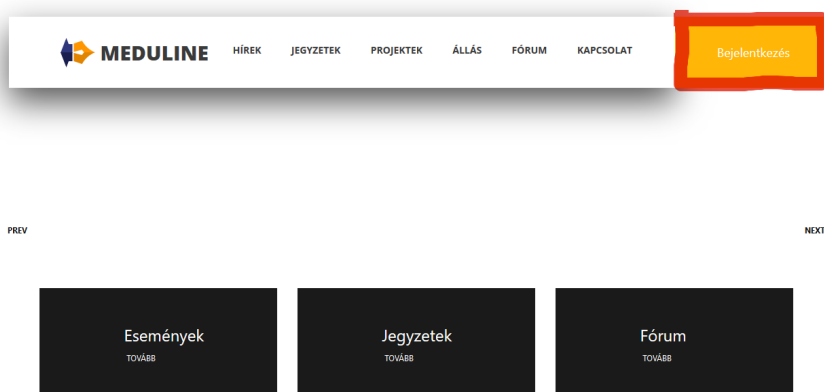 MEDULINE HÍREK JEGYZETEK PROJEKTEK ÁLLÁS FÓRUM KAPCSOLAT Bejelentkezés
PREV NEXT
Események Jegyzetek Fórum
TOVÁBB TOVÁBB TOVÁBB